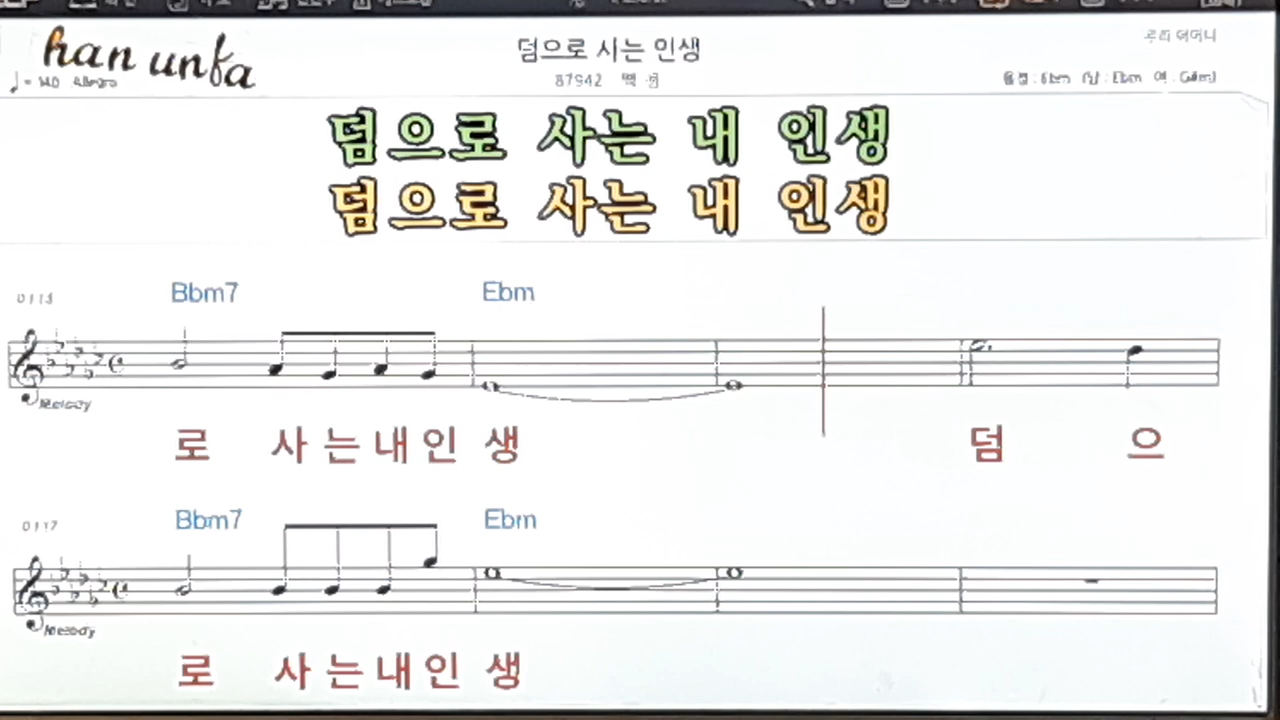 han unfa
덤으로 사는 인생
87942
덤으로 사는 내 인생
덤으로 사는 내 인생
Bbm7 Ebm
Melody
로 사 는 내 인 생 덤 으
Bbm7 Ebm
Melody
로 사 는 내 인 생